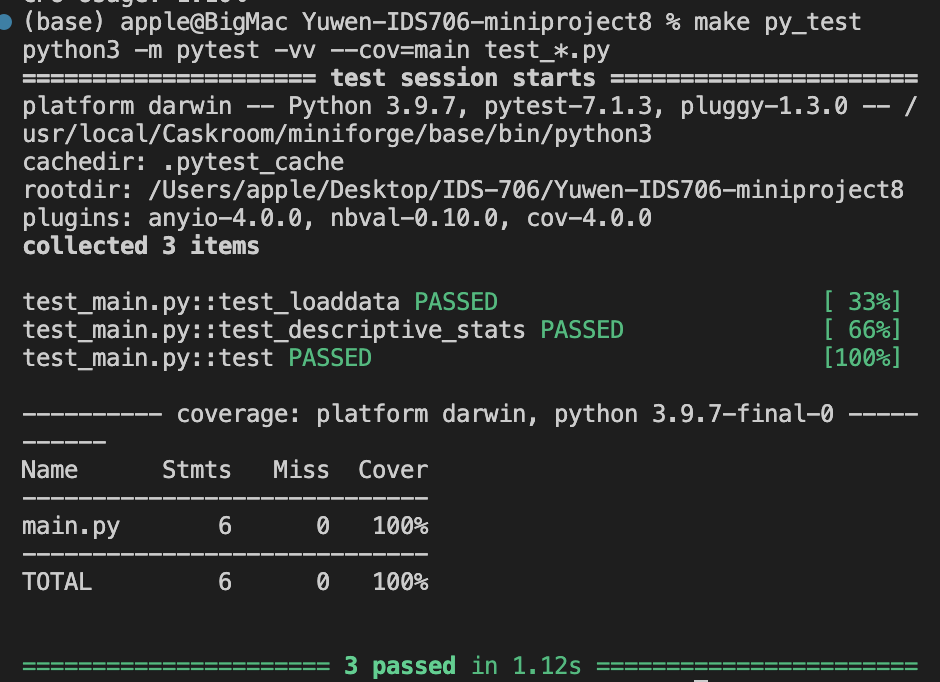 (base) apple@BigMac Yuwen-IDS706-miniproject8 % make py_test
python3 -m pytest -vv --cov=main test_*.py
===================== test session starts ======================
platform darwin -- Python 3.9.7, pytest-7.1.3, pluggy-1.3.0 -- /
usr/local/Caskroom/miniforge/base/bin/python3
cachedir: .pytest_cache
rootdir: /Users/apple/Desktop/IDS-706/Yuwen-IDS706-miniproject8
plugins: anyio-4.0.0, nbval-0.10.0, cov-4.0.0
collected 3 items
test_main.py::test_loaddata PASSED [ 33%]
test_main.py::test_descriptive_stats PASSED [ 66%]
test_main.py::test PASSED [100%]
---------- coverage: platform darwin, python 3.9.7-final-0 -----
------
Name Stmts Miss Cover
-----------------------------
main.py 6 0 100%
-----------------------------
TOTAL 6 0 100%
====================== 3 passed in 1.12s =======================